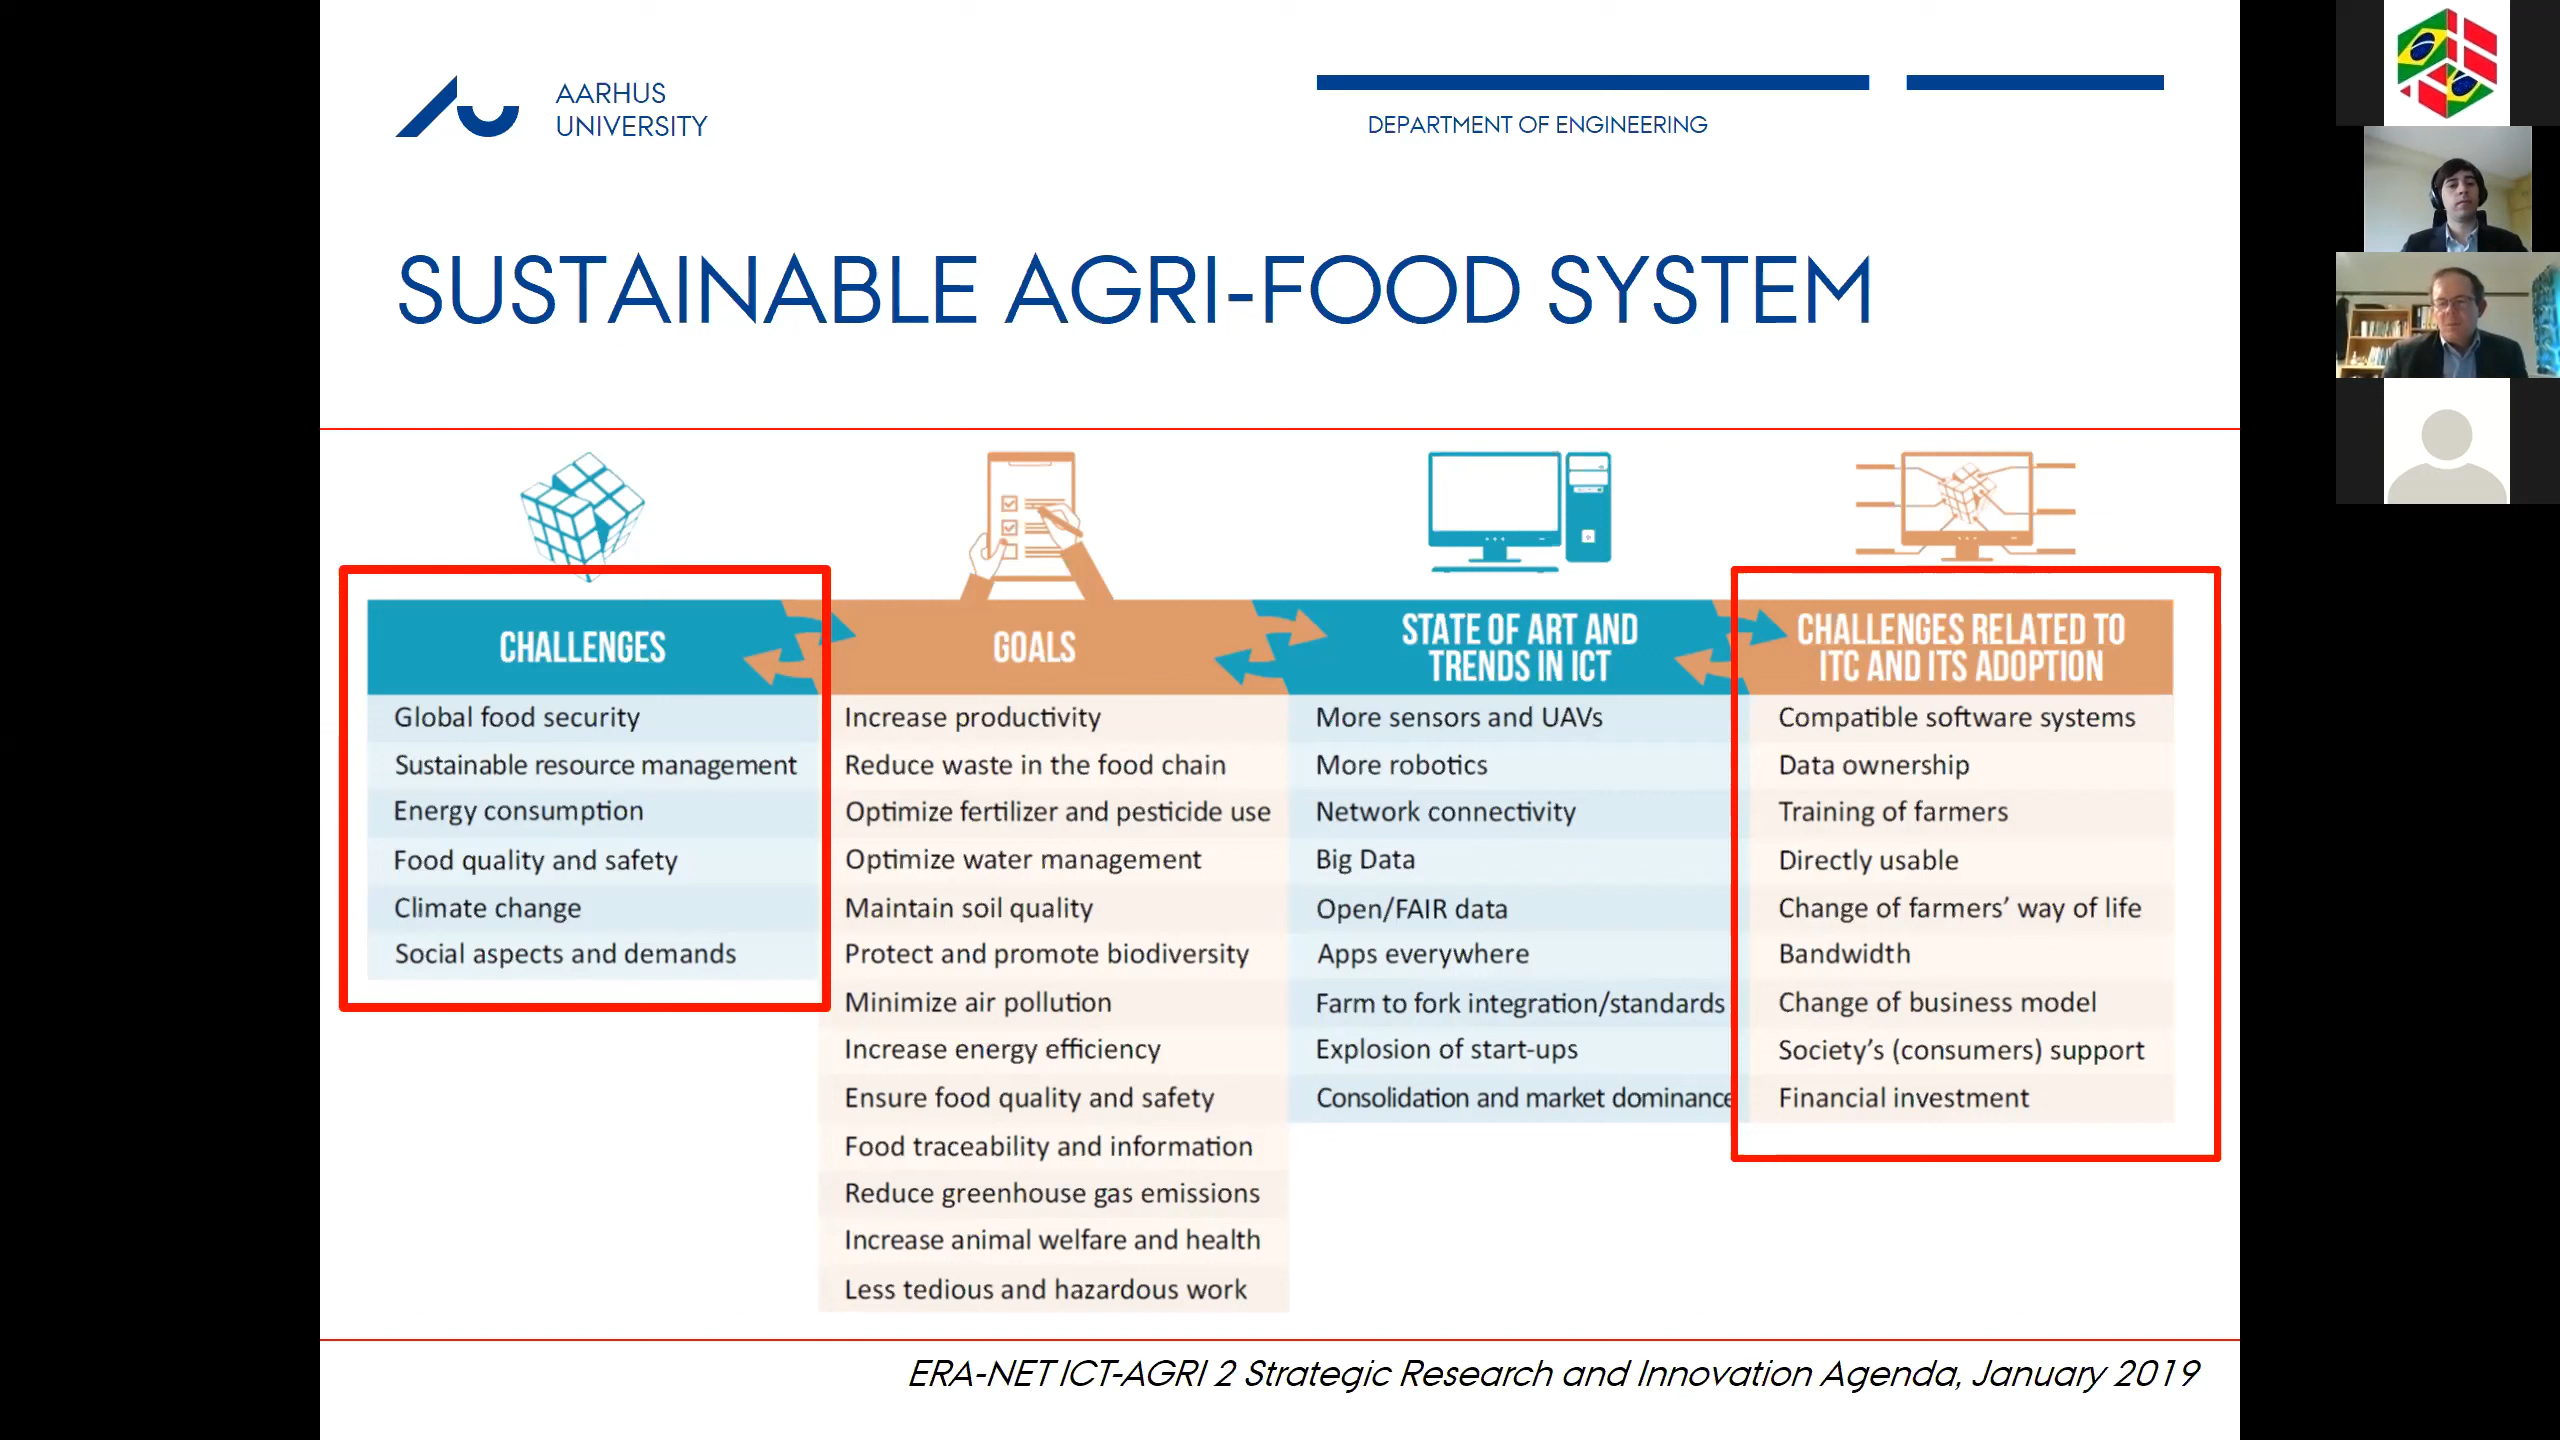 AARHUS
UNIVERSITY
DEPARTMENT OF ENGINEERING
SUSTAINABLE AGRI-FOOD SYSTEM
CHALLENGES
Global food security
Sustainable resource management
Energy consumption
Food quality and safety
Climate change
Social aspects and demands
GOALS
Increase productivity
Reduce waste in the food chain
Optimize fertilizer and pesticide use
Optimize water management
Maintain soil quality
Protect and promote biodiversity
Minimize air pollution
Increase energy efficiency
Ensure food quality and safety
Food traceability and information
Reduce greenhouse gas emissions
Increase animal welfare and health
Less tedious and hazardous work
STATE OF ART AND
TRENDS IN ICT
More sensors and UAVs
More robotics
Network connectivity
Big Data
Open/FAIR data
Apps everywhere
Farm to fork integration/standards
Explosion of start-ups
Consolidation and market dominance
CHALLENGES RELATED TO
ITC AND ITS ADOPTION
Compatible software systems
Data ownership
Training of farmers
Directly usable
Change of farmers’ way of life
Bandwidth
Change of business model
Society’s (consumers) support
Financial investment
ERA-NET ICT-AGRI 2 Strategic Research and Innovation Agenda, January 2019